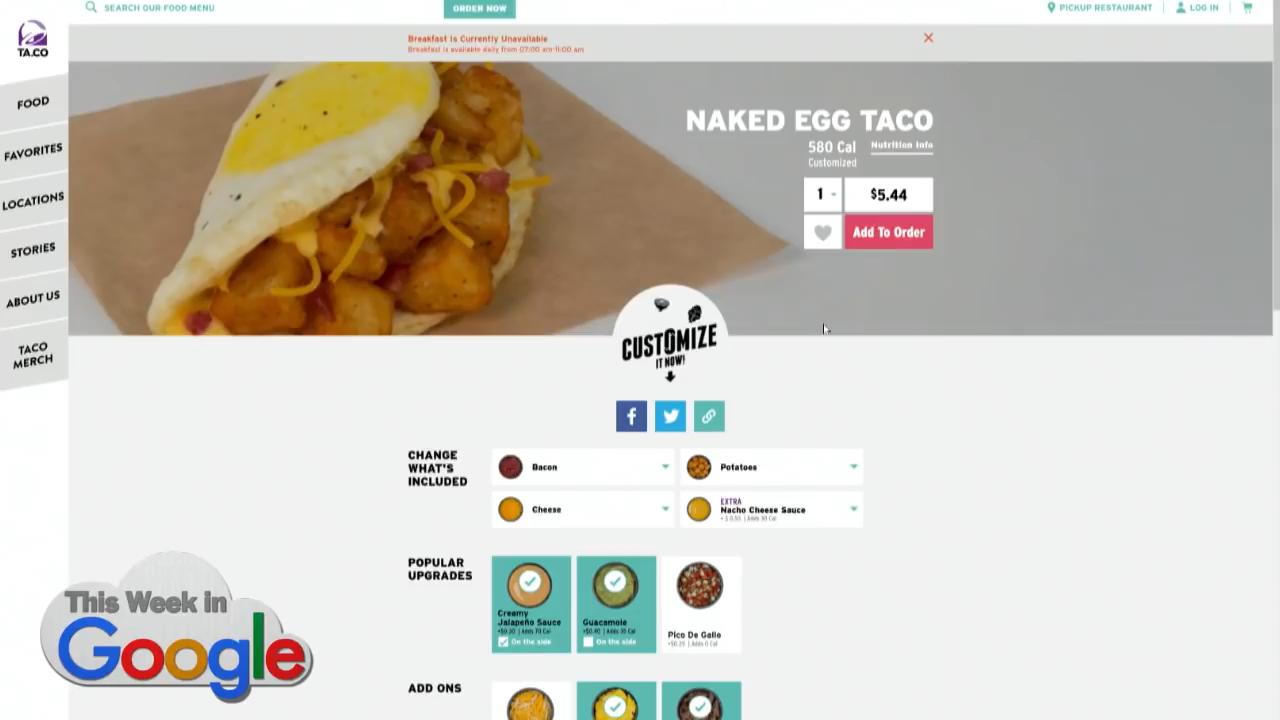 SEARCH OUR FOOD MENU
ORDER NOW
PICKUP RESTAURANT
LOG IN
TA.CO
Breakfast Is Currently Unavailable
Breakfast is available daily from 07:00 am-11:00 am
FOOD
FAVORITES
LOCATIONS
STORIES
ABOUT US
TACO
MERCH
NAKED EGG TACO
580 Cal
Nutrition Info
Customized
1
$5.44
Add To Order
CUSTOMIZE
IT NOW!
CHANGE
WHAT'S
INCLUDED
Bacon
Potatoes
Cheese
EXTRA
Nacho Cheese Sauce
POPULAR
UPGRADES
Creamy
Jalapeño Sauce
On the side
Guacamole
On the side
Pico De Gallo
ADD ONS
This Week in
Google